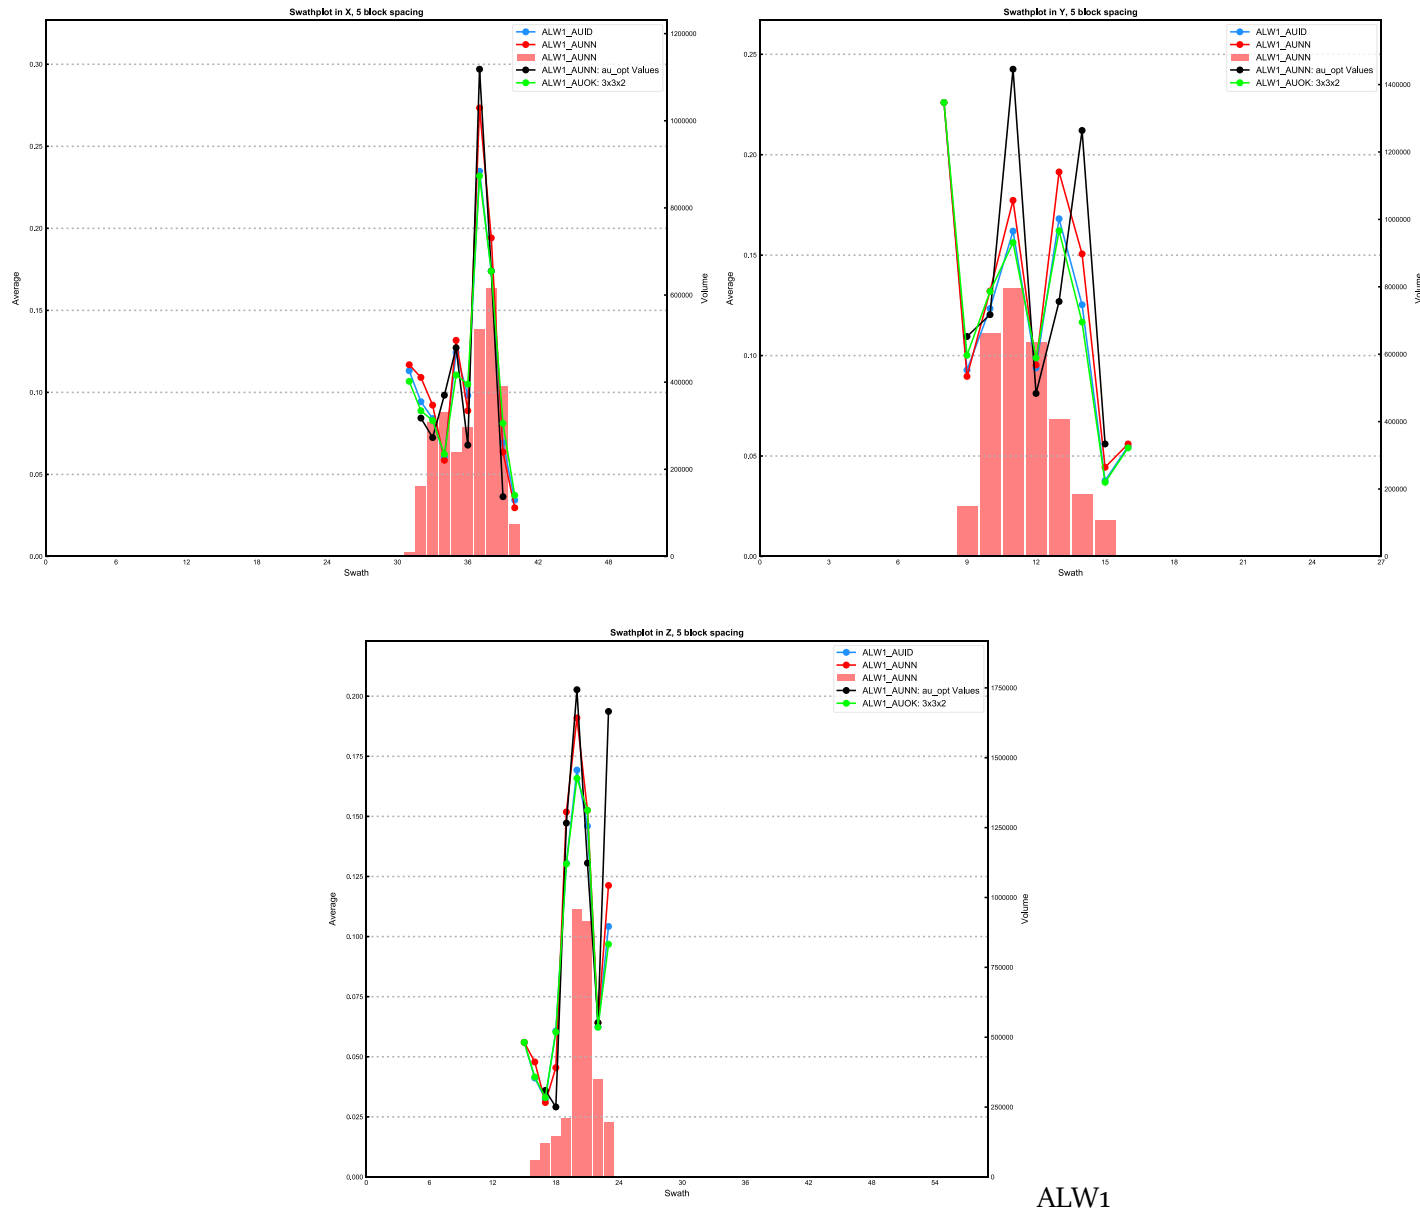 Swathplot in X, 5 block spacing
ALW1_AUID
ALW1_AUNN
ALW1_AUNN
ALW1_AUNN: au_opt Values
ALW1_AUOK: 3x3x2
0.30
0.25
0.20
0.15
0.10
0.05
0.00
Average
1200000
1000000
800000
600000
400000
200000
0
Volume
0 6 12 18 24 30 36 42 48
Swath
Swathplot in Y, 5 block spacing
ALW1_AUID
ALW1_AUNN
ALW1_AUNN
ALW1_AUNN: au_opt Values
ALW1_AUOK: 3x3x2
0.25
0.20
0.15
0.10
0.05
0.00
Average
1400000
1200000
1000000
800000
600000
400000
200000
0
Volume
0 3 6 9 12 15 18 21 24 27
Swath
Swathplot in Z, 5 block spacing
ALW1_AUID
ALW1_AUNN
ALW1_AUNN
ALW1_AUNN: au_opt Values
ALW1_AUOK: 3x3x2
0.200
0.175
0.150
0.125
0.100
0.075
0.050
0.025
0.000
Average
1750000
1500000
1250000
1000000
750000
500000
250000
0
Volume
0 6 12 18 24 30 36 42 48 54
Swath
ALW1